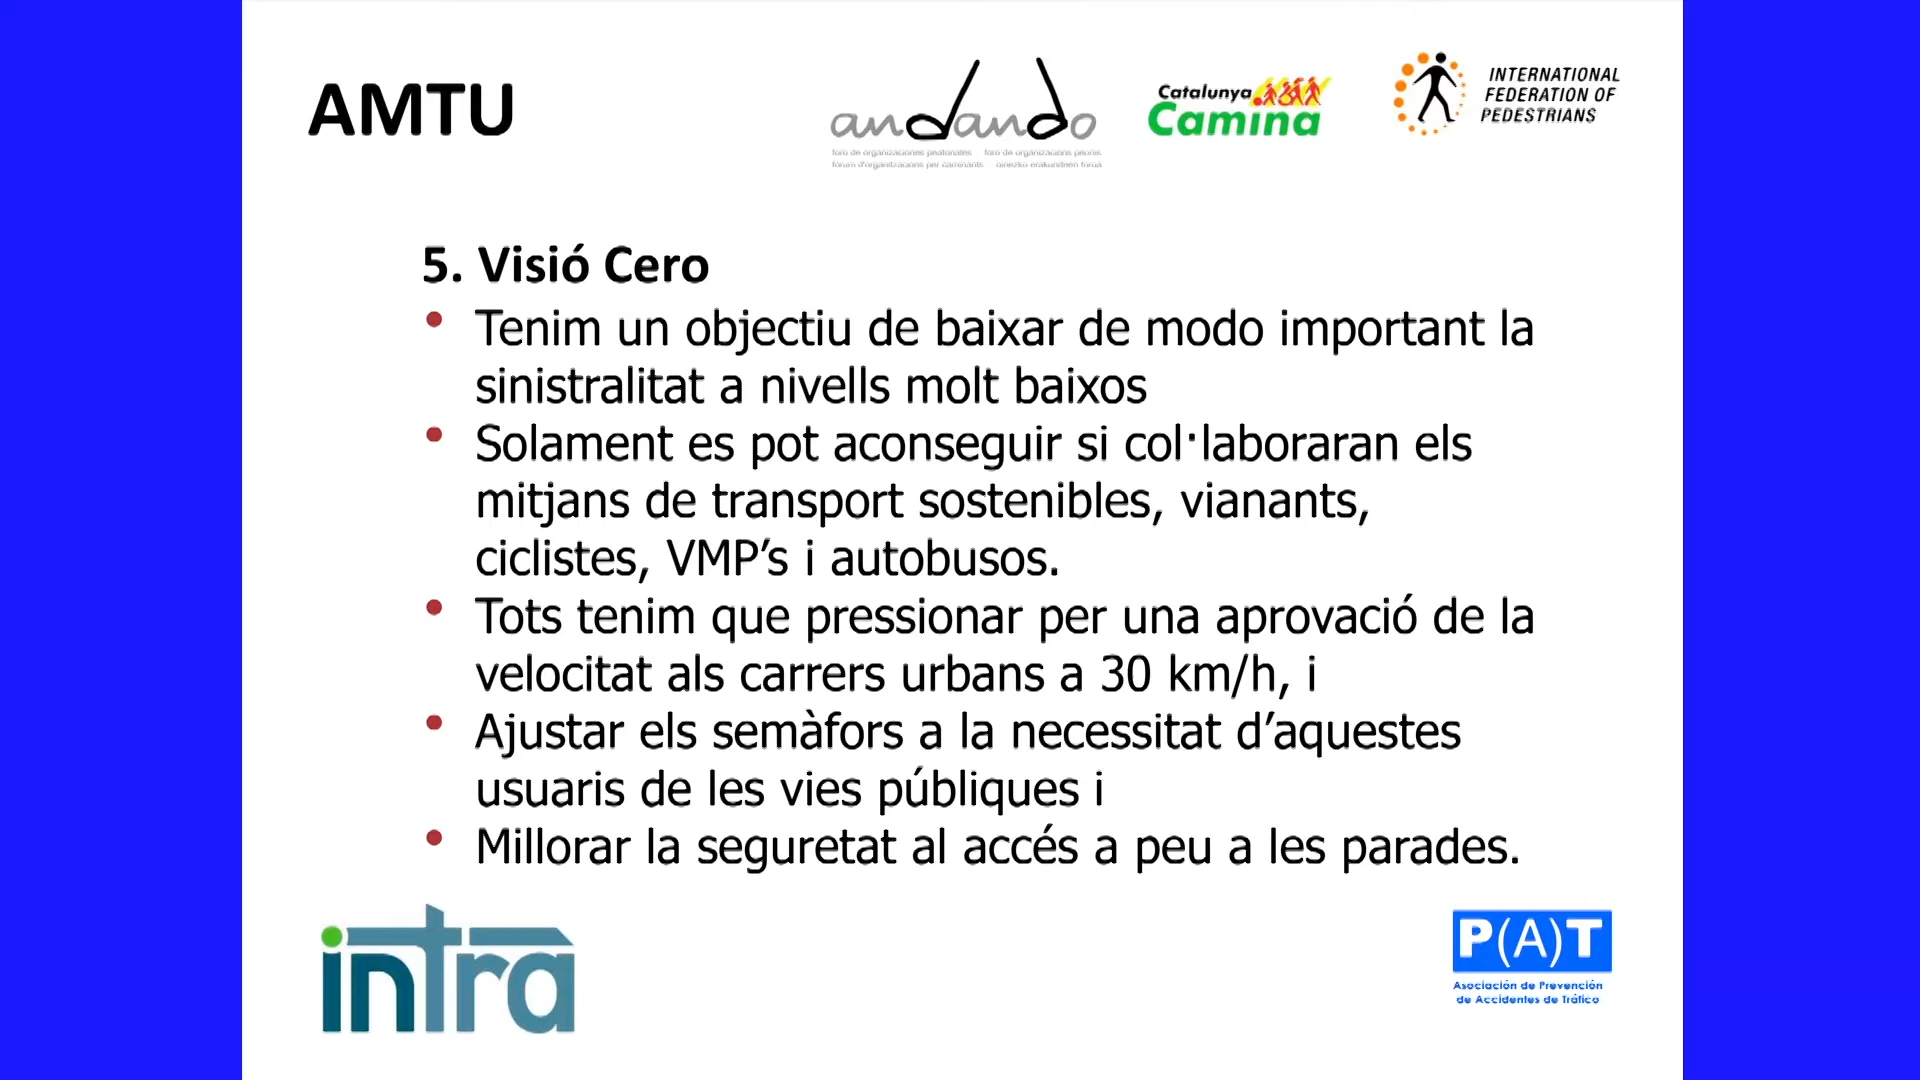 AMTU
andando
foro de organizaciones peatonales foro de organizacions peonís
fòrum d'organitzacions per caminants oinezko erakundeen foroa
Catalunya
Camina
INTERNATIONAL
FEDERATION OF
PEDESTRIANS
5. Visió Cero
• Tenim un objectiu de baixar de modo important la
sinistralitat a nivells molt baixos
• Solament es pot aconseguir si col·laboraran els
mitjans de transport sostenibles, vianants,
ciclistes, VMP’s i autobusos.
• Tots tenim que pressionar per una aprovació de la
velocitat als carrers urbans a 30 km/h, i
• Ajustar els semàfors a la necessitat d’aquestes
usuaris de les vies públiques i
• Millorar la seguretat al accés a peu a les parades.
intra
P(A)T
Asociación de Prevención
de Accidentes de Tráfico